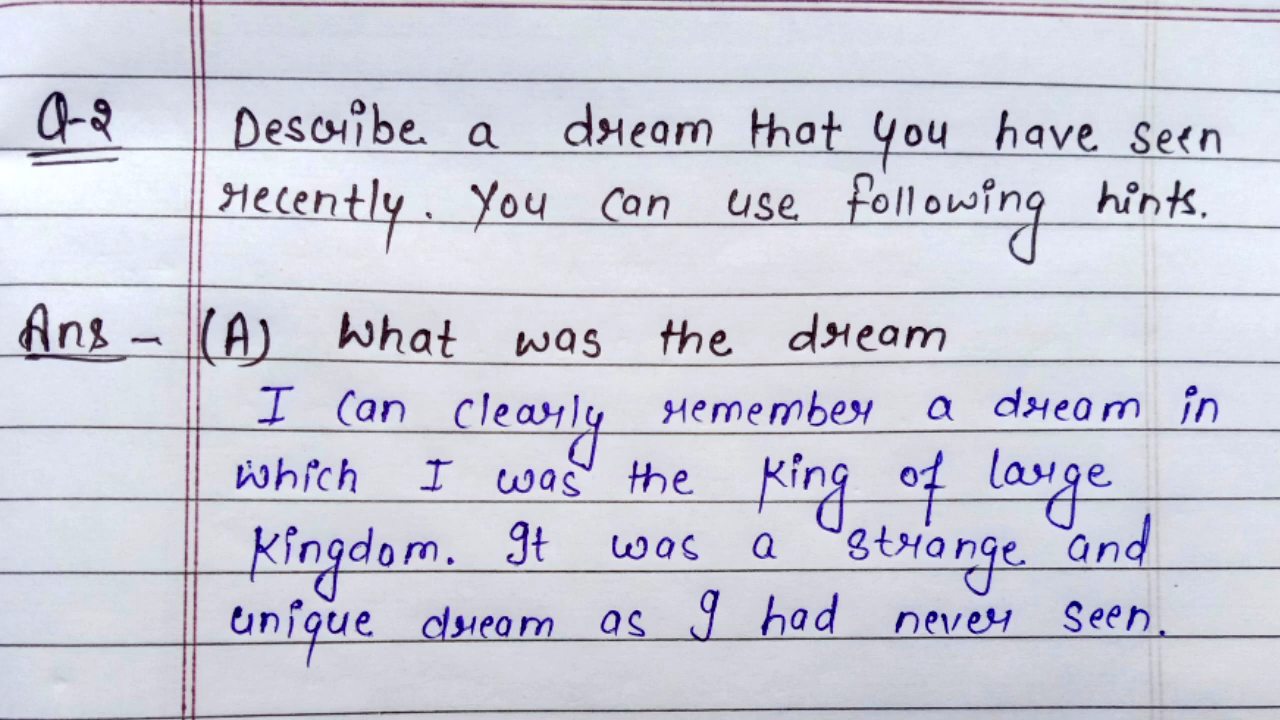 Q-2 Describe a dream that you have seen
recently. You can use following hints.
Ans - (A) What was the dream
I can clearly remember a dream in
which I was the king of large
kingdom. It was a strange and
unique dream as I had never seen.